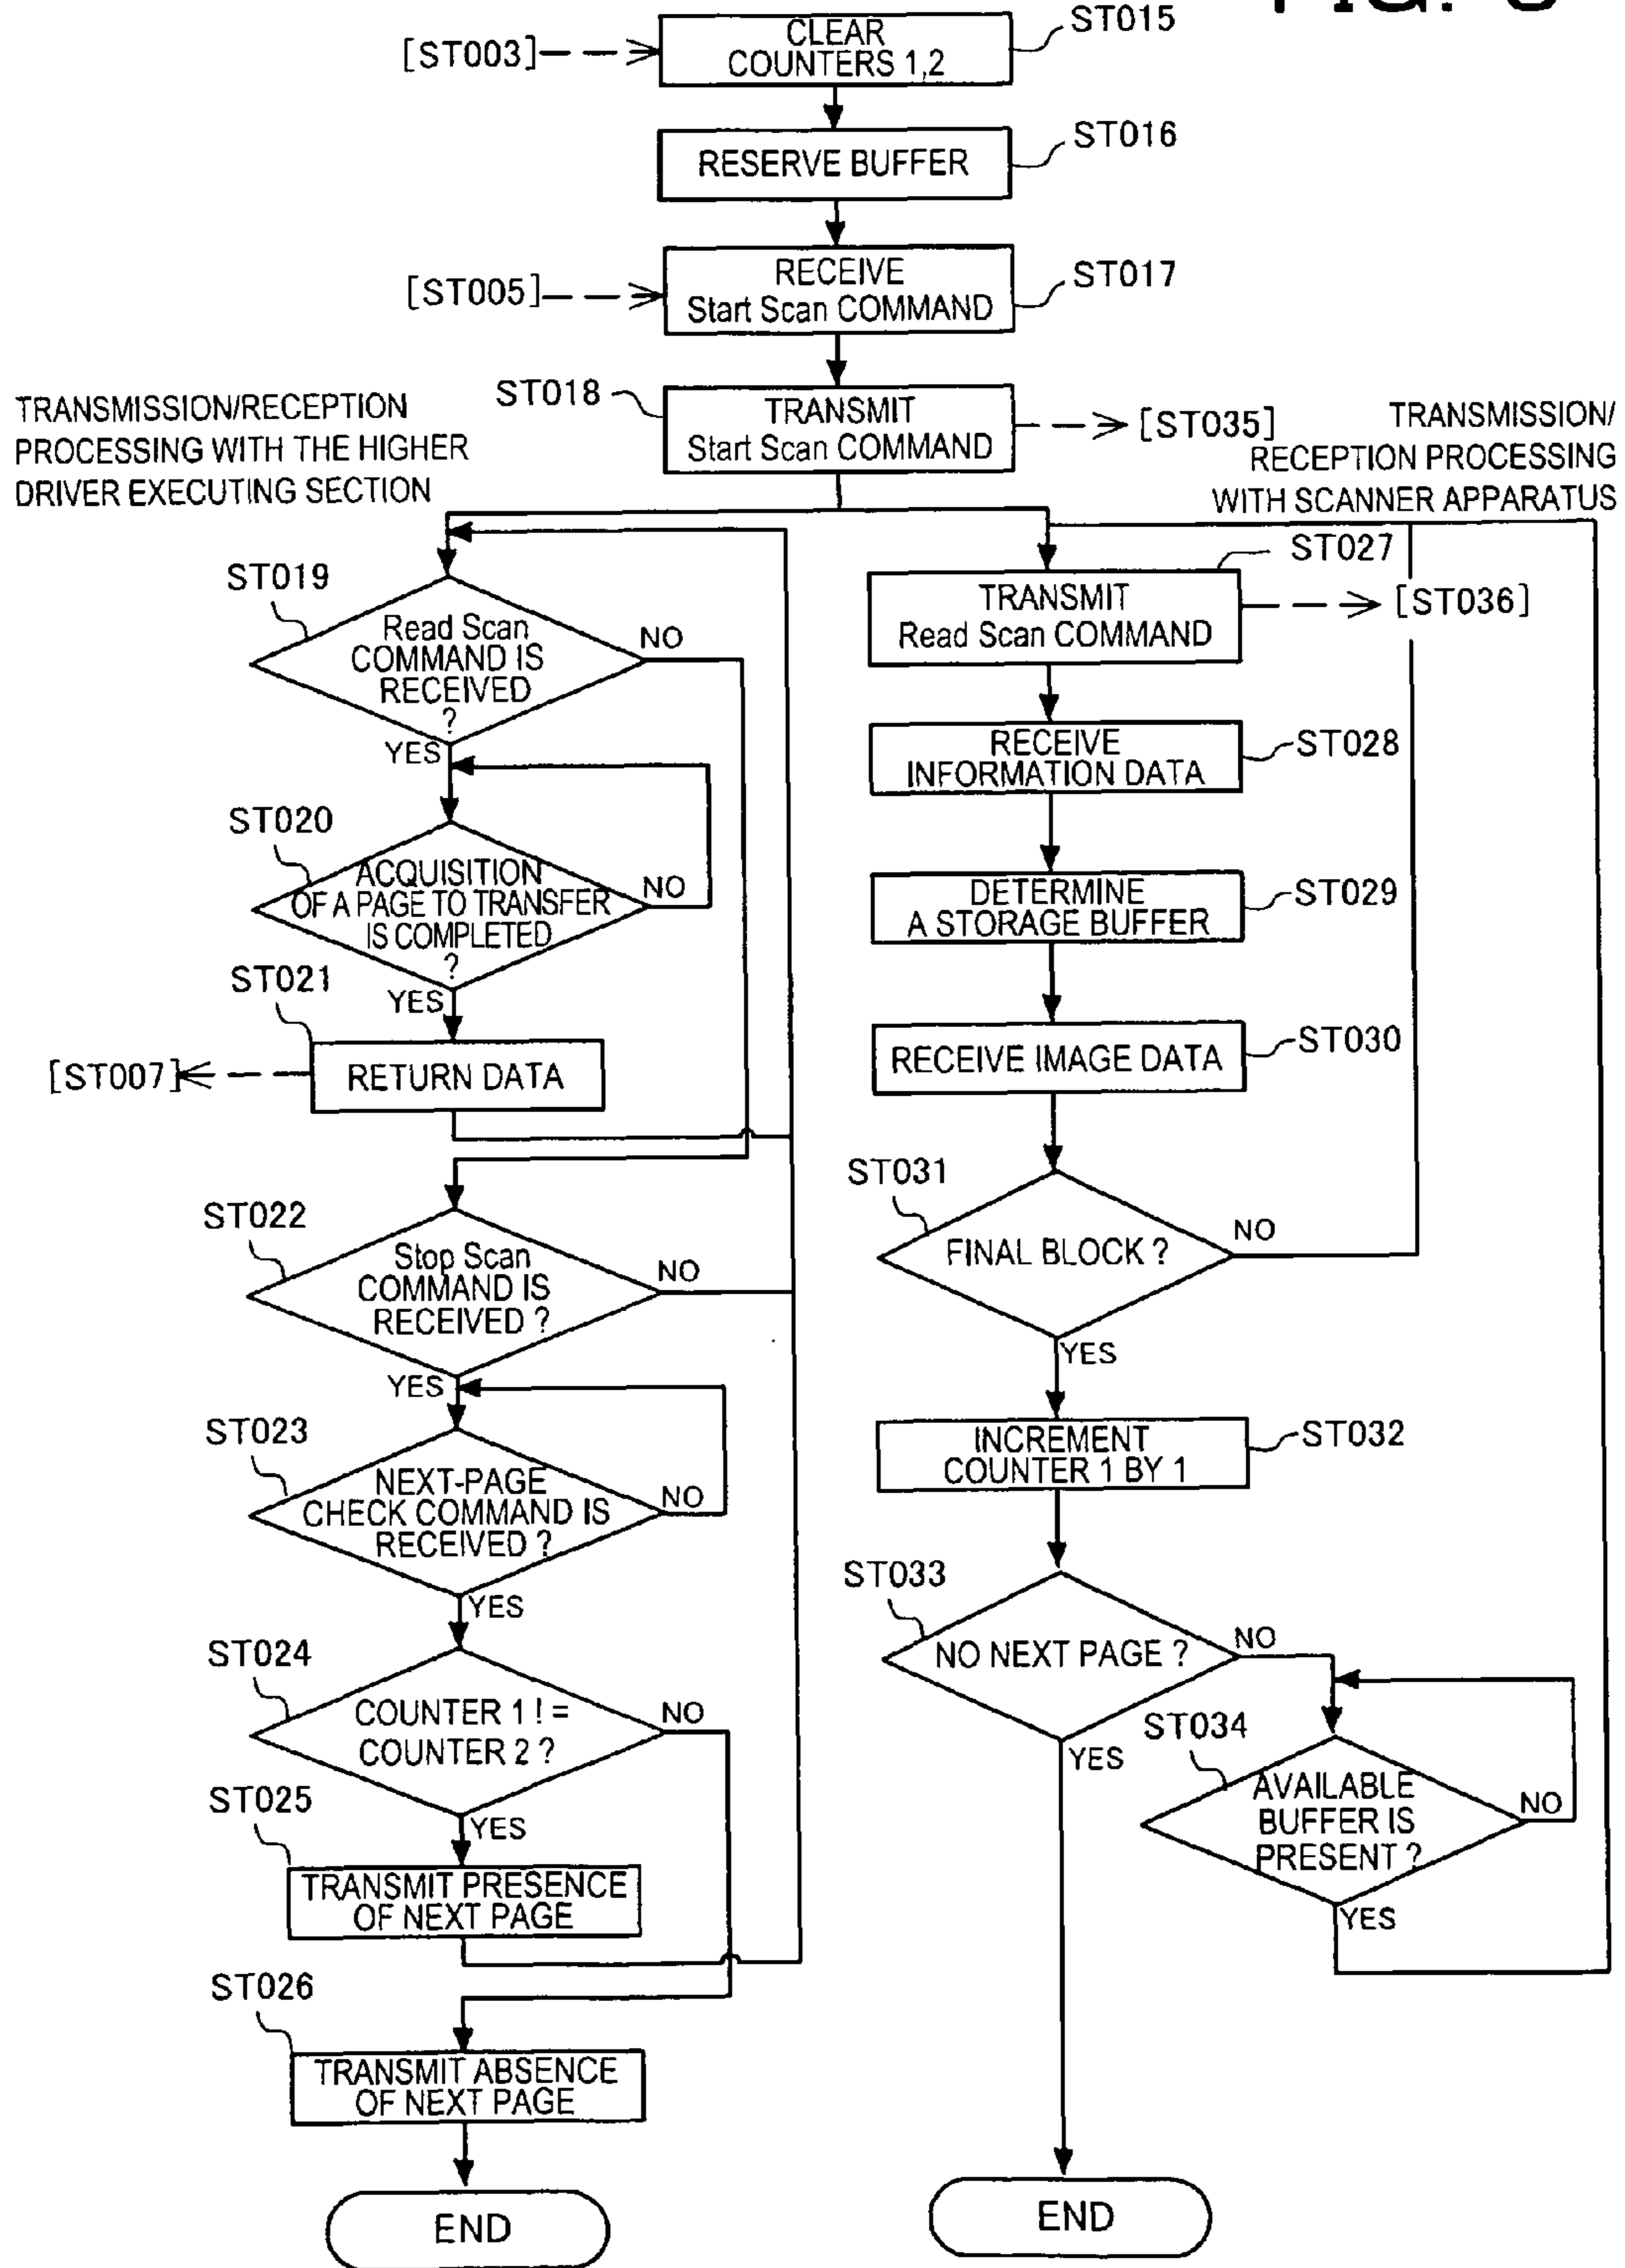 FIG.
ST015
[ST003]
CLEAR
COUNTERS 1,2
ST016
RESERVE BUFFER
ST017
[ST005]
RECEIVE
Start Scan COMMAND
ST018
TRANSMIT
Start Scan COMMAND
[ST035]
TRANSMISSION/RECEPTION
PROCESSING WITH THE HIGHER
DRIVER EXECUTING SECTION
TRANSMISSION/
RECEPTION PROCESSING
WITH SCANNER APPARATUS
ST019
Read Scan
COMMAND IS
RECEIVED
?
NO
YES
ST020
ACQUISITION
OF A PAGE TO TRANSFER
IS COMPLETED
?
NO
YES
ST021
RETURN DATA
[ST007]
ST022
Stop Scan
COMMAND IS
RECEIVED ?
NO
YES
ST023
NEXT-PAGE
CHECK COMMAND IS
RECEIVED ?
NO
YES
ST024
COUNTER 1 ! =
COUNTER 2 ?
NO
YES
ST025
TRANSMIT PRESENCE
OF NEXT PAGE
ST026
TRANSMIT ABSENCE
OF NEXT PAGE
END
ST027
TRANSMIT
Read Scan COMMAND
[ST036]
RECEIVE
INFORMATION DATA
ST028
DETERMINE
A STORAGE BUFFER
ST029
RECEIVE IMAGE DATA
ST030
ST031
FINAL BLOCK ?
NO
YES
INCREMENT
COUNTER 1 BY 1
ST032
ST033
NO NEXT PAGE ?
NO
YES
ST034
AVAILABLE
BUFFER IS
PRESENT ?
NO
YES
END